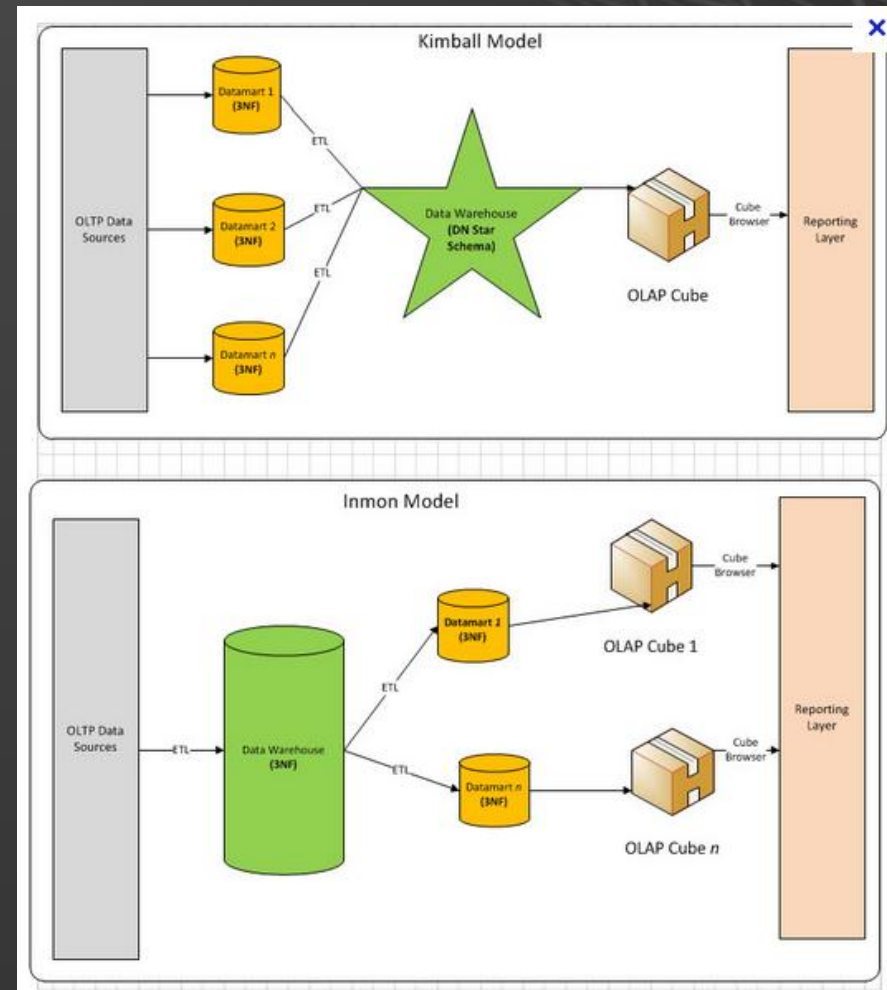 Kimball Model
OLTP Data
Sources
Datamart 1
(3NF)
ETL
Datamart 2
(3NF)
ETL
Datamart n
(3NF)
ETL
Data Warehouse
(DN Star
Schema)
OLAP Cube
Cube
Browser
Reporting
Layer
Inmon Model
OLTP Data
Sources
ETL
Data Warehouse
(3NF)
ETL
Datamart 1
(3NF)
OLAP Cube 1
Cube
Browser
ETL
Datamart n
(3NF)
OLAP Cube n
Cube
Browser
Reporting
Layer